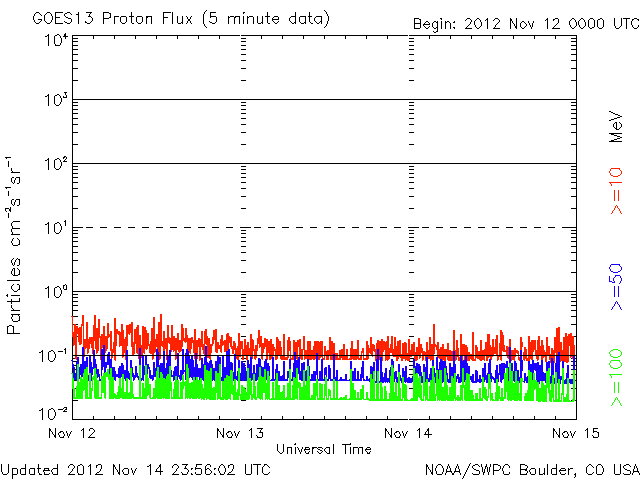 GOES13 Proton Flux (5 minute data)
Begin: 2012 Nov 12 0000 UTC
Particles cm⁻²s⁻¹sr⁻¹
10⁴
10³
10²
10¹
10⁰
10⁻¹
10⁻²
Nov 12
Nov 13
Nov 14
Nov 15
Universal Time
MeV
>=10
>=50
>=100
Updated 2012 Nov 14 23:56:02 UTC
NOAA/SWPC Boulder, CO USA